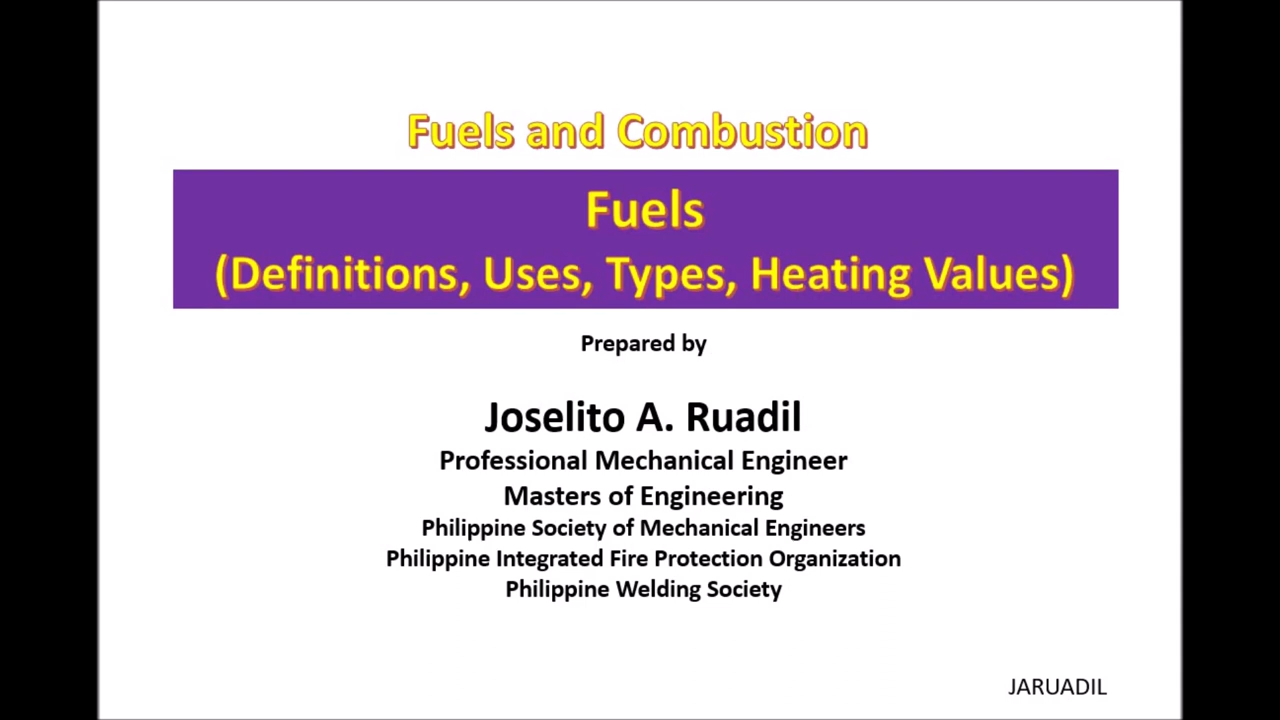 Fuels and Combustion
Fuels
(Definitions, Uses, Types, Heating Values)
Prepared by
Joselito A. Ruadil
Professional Mechanical Engineer
Masters of Engineering
Philippine Society of Mechanical Engineers
Philippine Integrated Fire Protection Organization
Philippine Welding Society
JARUADIL